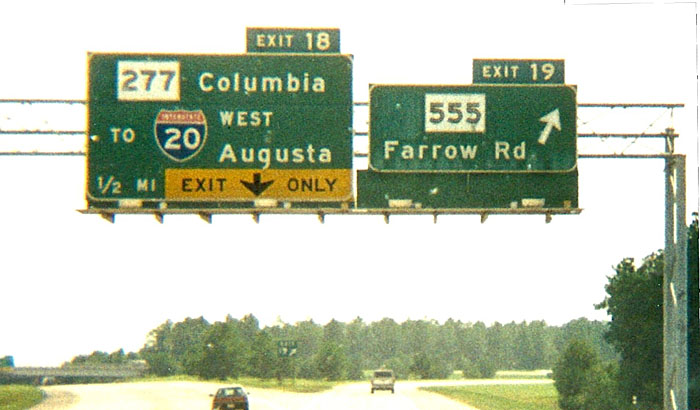 EXIT 18
277 Columbia
TO INTERSTATE 20 WEST
Augusta
1/2 MI EXIT ONLY
EXIT 19
555
Farrow Rd